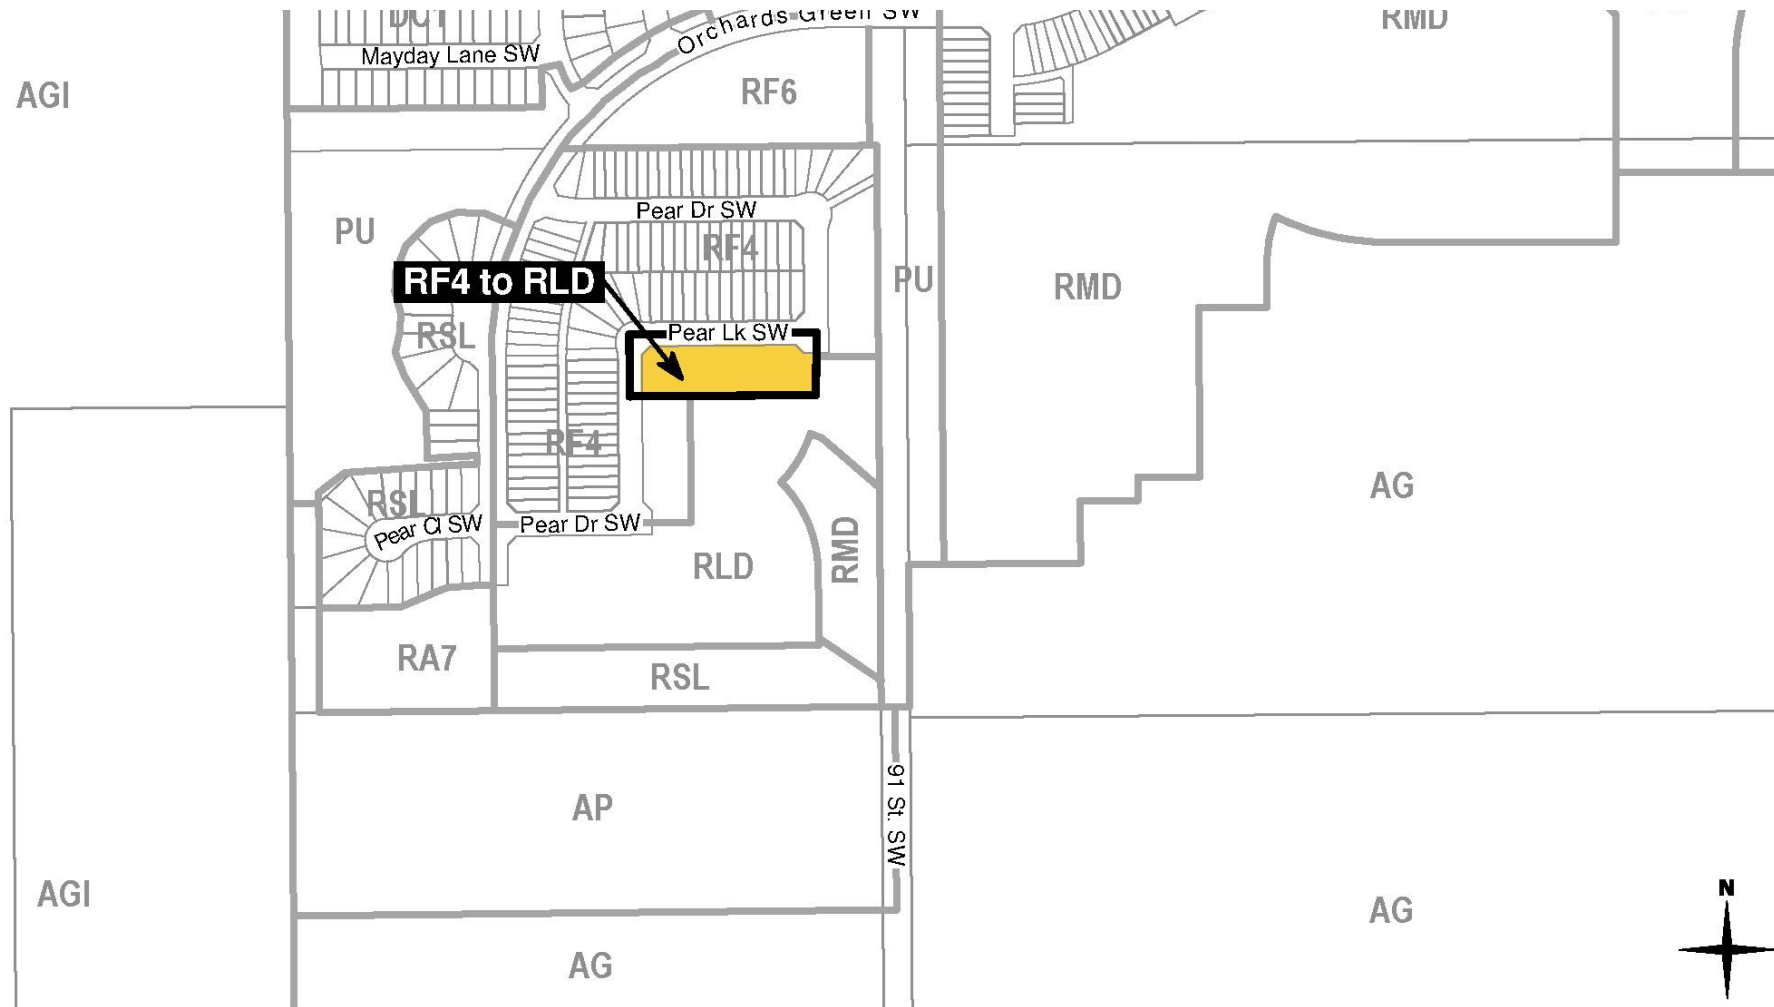 DC1
Orchards Green SW
RMD
Mayday Lane SW
AGI
RF6
Pear Dr SW
PU
RF4
RF4 to RLD
PU
RMD
RSL
Pear Lk SW
RF4
AG
RSL
Pear Cl SW
Pear Dr SW
RLD
RMD
RA7
RSL
AP
91 St. SW
AGI
N
AG
AG